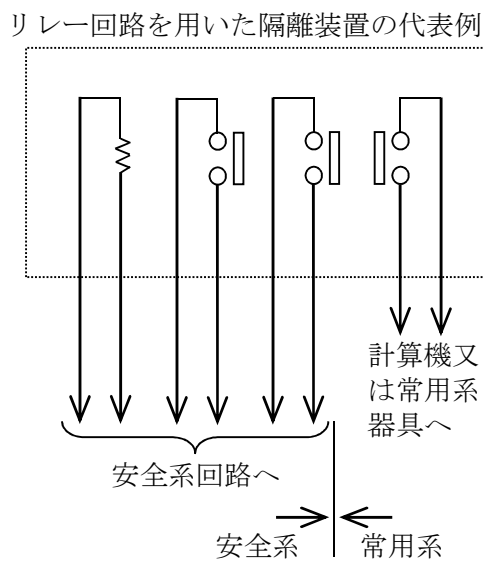 リレー回路を用いた隔離装置の代表例
計算機又
は常用系
器具へ
安全系回路へ
安全系
常用系